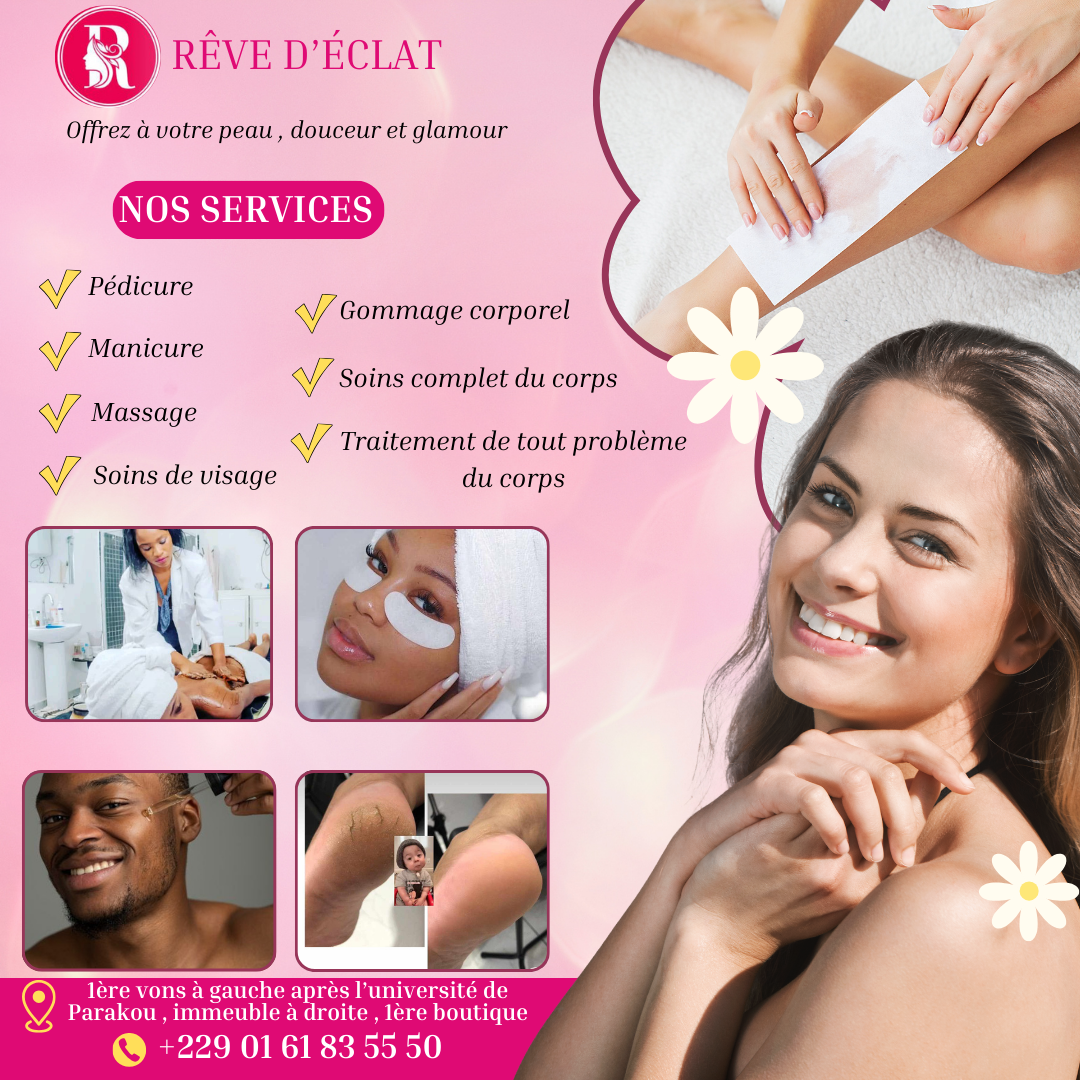 R
RÊVE D'ÉCLAT
Offrez à votre peau , douceur et glamour
NOS SERVICES
Pédicure
Manicure
Massage
Soins de visage
Gommage corporel
Soins complet du corps
Traitement de tout problème
du corps
1ère vons à gauche après l'université de
Parakou , immeuble à droite , 1ère boutique
+229 01 61 83 55 50